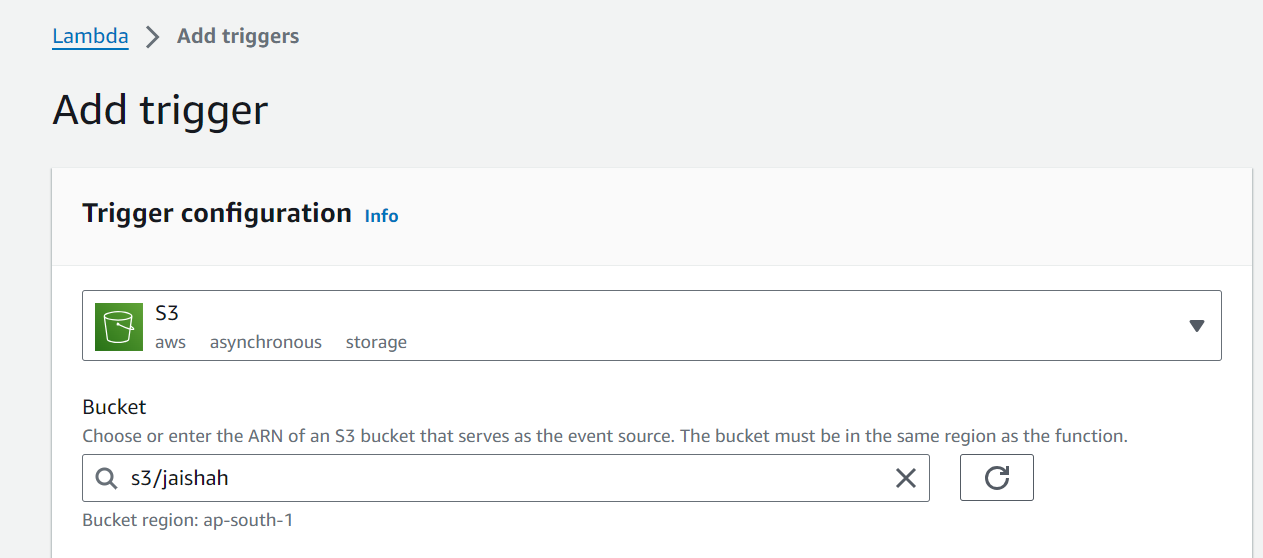 Lambda > Add triggers
Add trigger
Trigger configuration Info
S3
aws asynchronous storage
Bucket
Choose or enter the ARN of an S3 bucket that serves as the event source. The bucket must be in the same region as the function.
s3/jaishah
Bucket region: ap-south-1